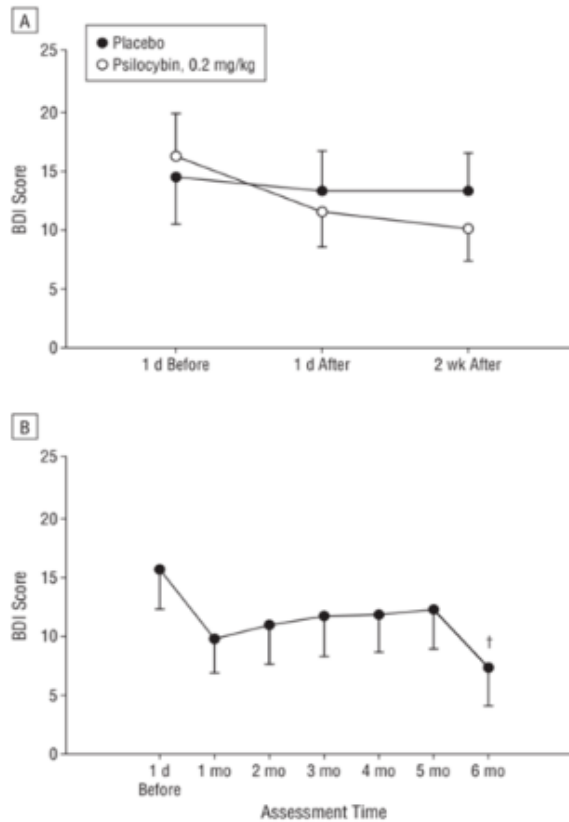 A
Placebo
Psilocybin, 0.2 mg/kg
25
20
15
10
5
0
BDI Score
1 d Before
1 d After
2 wk After
B
25
20
15
10
5
0
BDI Score
†
1 d
Before
1 mo
2 mo
3 mo
4 mo
5 mo
6 mo
Assessment Time